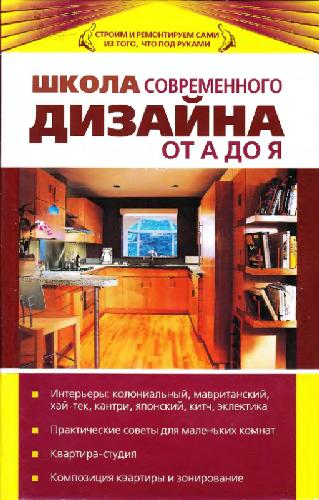 СТРОИМ И РЕМОНТИРУЕМ САМИ
ИЗ ТОГО, ЧТО ПОД РУКАМИ
ШКОЛА СОВРЕМЕННОГО
ДИЗАЙНА
ОТ А ДО Я
Интерьеры: колониальный, мавританский,
хай-тек, кантри, японский, китч, эклектика
Практические советы для маленьких комнат
Квартира-студия
Композиция квартиры и зонирование